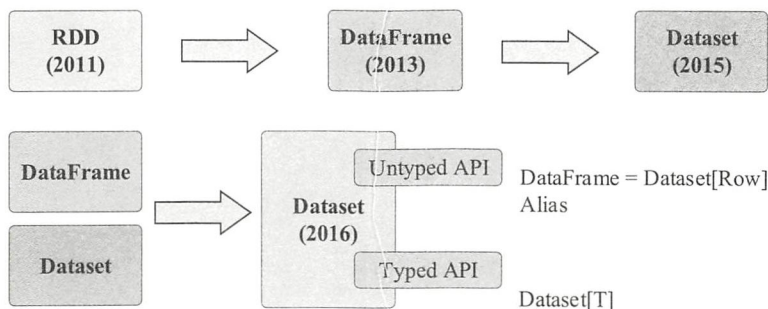 RDD
(2011)
DataFrame
(2013)
Dataset
(2015)
DataFrame
Dataset
Dataset
(2016)
Untyped API
Typed API
DataFrame = Dataset[Row]
Alias
Dataset[T]